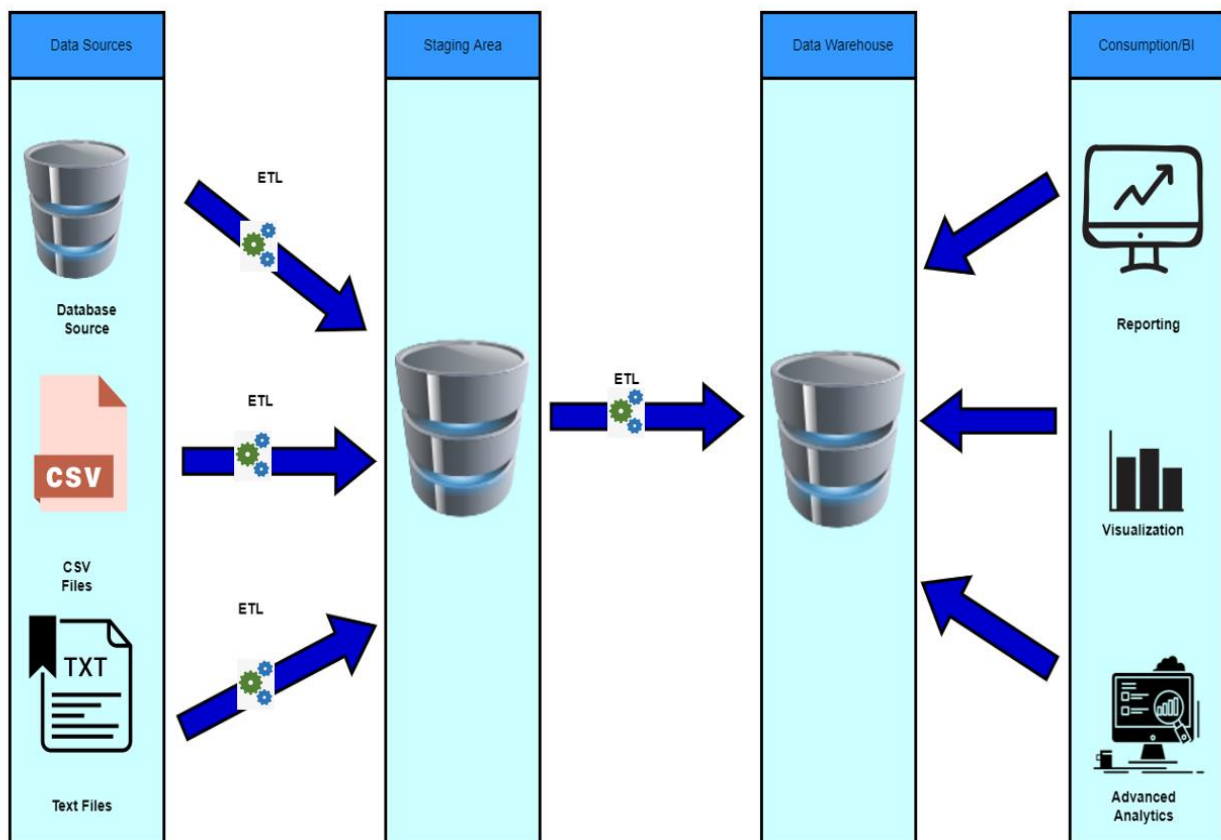 Data Sources
Staging Area
Data Warehouse
Consumption/BI
ETL
Database
Source
Reporting
ETL
ETL
CSV
CSV
Files
Visualization
ETL
TXT
Text Files
Advanced
Analytics